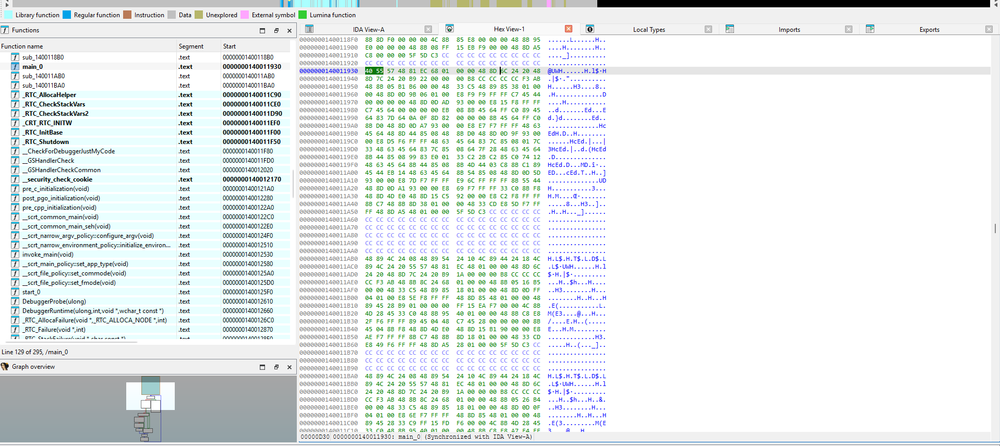 Library function Regular function Instruction Data Unexplored External symbol Lumina function
Functions
Function name Segment Start
sub_1400118B0 .text 00000001400118B0
main_0 .text 0000000140011930
sub_140011AB0 .text 0000000140011AB0
sub_140011BA0 .text 0000000140011BA0
_RTC_AllocaHelper .text 0000000140011C90
_RTC_CheckStackVars .text 0000000140011CE0
_RTC_CheckStackVars2 .text 0000000140011D90
_CRT_RTC_INITW .text 0000000140011EF0
_RTC_InitBase .text 0000000140011F00
_RTC_Shutdown .text 0000000140011F50
__CheckForDebuggerJustMyCode .text 0000000140011F80
__GSHandlerCheck .text 0000000140011FD0
__GSHandlerCheckCommon .text 0000000140012020
__security_check_cookie .text 0000000140012170
pre_c_initialization(void) .text 00000001400121A0
post_pgo_initialization(void) .text 0000000140012280
pre_cpp_initialization(void) .text 00000001400122A0
__scrt_common_main(void) .text 00000001400122C0
__scrt_common_main_seh(void) .text 00000001400122E0
__scrt_narrow_argv_policy::configure_argv(void) .text 00000001400124F0
__scrt_narrow_environment_policy::initialize_environ... .text 0000000140012510
invoke_main(void) .text 0000000140012530
__scrt_main_policy::set_app_type(void) .text 0000000140012580
__scrt_file_policy::set_commode(void) .text 00000001400125A0
__scrt_file_policy::set_fmode(void) .text 00000001400125D0
start_0 .text 00000001400125F0
DebuggerProbe(ulong) .text 0000000140012610
DebuggerRuntime(ulong,int,void *,wchar_t const *) .text 0000000140012660
_RTC_AllocaFailure(void *,_RTC_ALLOCA_NODE *,int) .text 00000001400126C0
_RTC_Failure(void *,int) .text 0000000140012870
Line 129 of 295, /main_0
Graph overview
IDA View-A Hex View-1 Local Types Imports Exports
00000001400118F0 8B 8D F0 00 00 00 4C 8B 85 E8 00 00 00 48 8B 95 ......L......H..
0000000140011900 E0 00 00 00 48 8B 08 FF 15 EB F9 00 00 48 8D A5 ....H........H..
0000000140011910 C8 00 00 00 5F 5D C3 CC CC CC CC CC CC CC CC CC ...._]..........
0000000140011920 CC CC CC CC CC CC CC CC CC CC CC CC CC CC CC CC ................
0000000140011930 40 55 57 48 81 EC 68 01 00 00 48 8D 6C 24 20 48 @UWH......H.l$·H
0000000140011940 8D 7C 24 20 B9 22 00 00 00 B8 CC CC CC CC F3 AB .|$·."..........
0000000140011950 48 8B 05 B1 B6 00 00 48 33 C5 48 89 85 38 01 00 H......H3....8..
0000000140011960 00 48 8D 0D 9B 06 01 00 E8 F9 F9 FF FF C7 45 44 .H............D
0000000140011970 00 00 00 00 48 8D 0D AD 93 00 00 E8 15 F8 FF FF ....H...........
0000000140011980 C7 45 64 00 00 00 00 EB 08 8B 45 64 FF C0 89 45 ..d.......Ed...E
0000000140011990 64 83 7D 64 0A 0F 8D 82 00 00 00 8B 45 64 FF C0 d.}d........Ed..
00000001400119A0 8B D0 48 8D 0D A7 93 00 00 E8 E7 F7 FF FF 48 63 ..............Hc
00000001400119B0 45 64 48 8D 44 85 08 48 8B D0 48 8D 0D 9F 93 00 EdH.D..H........
00000001400119C0 00 E8 D5 F6 FF FF 48 63 45 64 83 7C 85 08 01 7C ......HcEd.|...|
00000001400119D0 33 48 63 45 64 83 7C 85 08 64 7F 28 48 63 45 64 3HcEd.|..d.(HcEd
00000001400119E0 8B 44 85 08 99 83 E0 01 33 C2 2B C2 85 C0 74 12 .D..............
00000001400119F0 48 63 45 64 8B 44 85 08 8B 4D 44 03 C8 8B C1 89 HcEd.D...MD.î·..
0000000140011A00 45 44 EB 14 48 63 45 64 8B 54 85 08 48 8D 0D 5D ED...cEd.T..H..]
0000000140011A10 93 00 00 E8 7D F7 FF FF E9 6C FF FF FF 8B 55 44 ..............UD
0000000140011A20 48 8D 0D A1 93 00 00 E8 69 F7 FF FF 33 C0 8B F8 H...........3...
0000000140011A30 48 8D 4D E0 48 8D 15 C5 92 00 00 E8 C2 F8 FF FF H.M....Œ·.......
0000000140011A40 8B C7 48 8B 8D 38 01 00 00 48 33 CD E8 5D F7 FF .....8...H3..]..
0000000140011A50 FF 48 8D A5 48 01 00 00 5F 5D C3 CC CC CC CC CC .H..H..._]......
0000000140011A60 CC CC CC CC CC CC CC CC CC CC CC CC CC CC CC CC ................
0000000140011A70 CC CC CC CC CC CC CC CC CC CC CC CC CC CC CC CC ................
0000000140011A80 CC CC CC CC CC CC CC CC CC CC CC CC CC CC CC CC ................
0000000140011A90 CC CC CC CC CC CC CC CC CC CC CC CC CC CC CC CC ................
0000000140011AA0 CC CC CC CC CC CC CC CC CC CC CC CC CC CC CC CC ................
0000000140011AB0 48 89 4C 24 08 48 89 54 24 10 4C 89 44 24 18 4C H.L$.H.T$.L.D$.L
0000000140011AC0 89 4C 24 20 55 57 48 81 EC 48 01 00 00 48 8D 6C .L$·UWH......H.l
0000000140011AD0 24 20 48 8D 7C 24 20 B9 1A 00 00 00 B8 CC CC CC $·H.|$·.........
0000000140011AE0 CC F3 AB 48 8B 8C 24 68 01 00 00 48 8B 05 16 B5 ...H..$h...H....
0000000140011AF0 00 00 48 33 C5 48 89 85 18 01 00 00 48 8D 0D FF ..H3........H...
0000000140011B00 04 01 00 E8 5E F8 FF FF 48 8D 85 48 01 00 00 48 ........H..H...H
0000000140011B10 89 45 28 B9 01 00 00 00 FF 15 EA F7 00 00 4C 8B .E(...........L.
0000000140011B20 4D 28 45 33 C0 48 8B 95 40 01 00 00 48 8B C8 E8 M(E3....@...H...
0000000140011B30 2F F6 FF FF 89 45 04 48 C7 45 28 00 00 00 00 8B /....E.H..(.....
0000000140011B40 45 04 8B F8 48 8D 4D E0 48 8D 15 B1 90 00 00 E8 E...H.M.........
0000000140011B50 AE F7 FF FF 8B C7 48 8B 8D 18 01 00 00 48 33 CD .............H3.
0000000140011B60 E8 49 F6 FF FF 48 8D A5 28 01 00 00 5F 5D C3 CC .....H..(..._]..
0000000140011B70 CC CC CC CC CC CC CC CC CC CC CC CC CC CC CC CC ................
0000000140011B80 CC CC CC CC CC CC CC CC CC CC CC CC CC CC CC CC ................
0000000140011B90 CC CC CC CC CC CC CC CC CC CC CC CC CC CC CC CC ................
0000000140011BA0 48 89 4C 24 08 48 89 54 24 10 4C 89 44 24 18 4C H.L$.H.T$.L.D$.L
0000000140011BB0 89 4C 24 20 55 57 48 81 EC 48 01 00 00 48 8D 6C .L$·UWH......H.l
0000000140011BC0 24 20 48 8D 7C 24 20 B9 1A 00 00 00 B8 CC CC CC $·H.|$·.........
0000000140011BD0 CC F3 AB 48 8B 8C 24 68 01 00 00 48 8B 05 26 B4 ...H..$h...H..&.
0000000140011BE0 00 00 48 33 C5 48 89 85 18 01 00 00 48 8D 0D 0F ..H3........H...
0000000140011BF0 04 01 00 E8 6E F7 FF FF 48 8D 85 48 01 00 00 48 ........H..H...H
0000000140011C00 89 45 28 33 C9 FF 15 FD F6 00 00 4C 8B 4D 28 45 .E(3.........M(E
0000000140011C10 33 C0 48 8B 95 40 01 00 00 48 8B C8 E8 A7 F4 FF 3....@...H......
00000D30 0000000140011930: main_0 (Synchronized with IDA View-A)